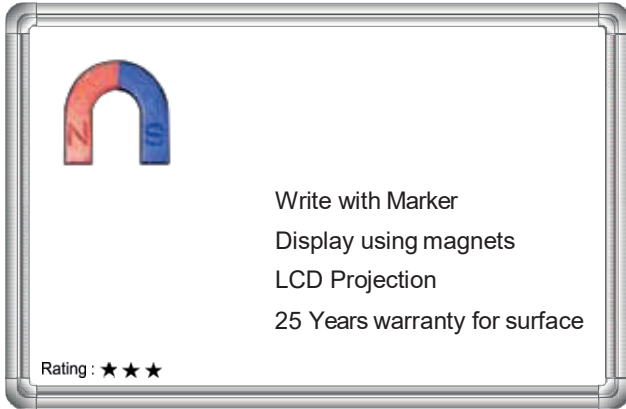 N S
Write with Marker
Display using magnets
LCD Projection
25 Years warranty for surface
Rating : ★ ★ ★